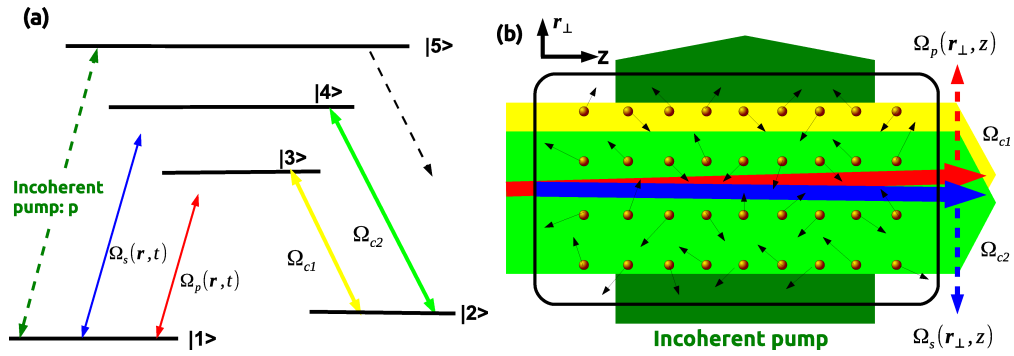 (a)
|5>
|4>
|3>
Incoherent
pump: p
Ωs(r,t)
Ωp(r,t)
Ωc1
Ωc2
|2>
|1>
(b)
r⊥
z
Ωp(r⊥,z)
Ωc1
Ωc2
Ωs(r⊥,z)
Incoherent pump